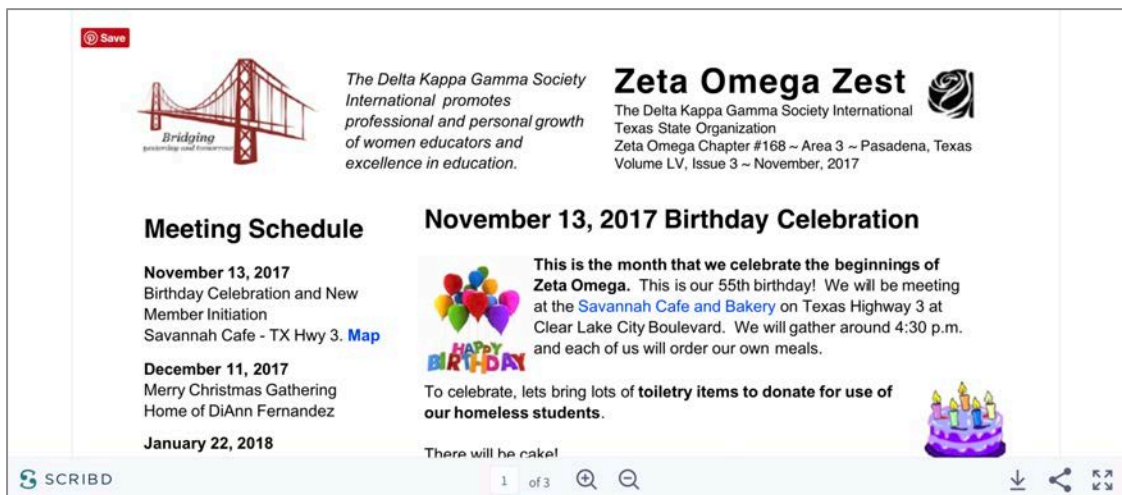 Save
Bridging
yesterday and tomorrow
The Delta Kappa Gamma Society
International promotes
professional and personal growth
of women educators and
excellence in education.
Zeta Omega Zest
The Delta Kappa Gamma Society International
Texas State Organization
Zeta Omega Chapter #168 ~ Area 3 ~ Pasadena, Texas
Volume LV, Issue 3 ~ November, 2017
Meeting Schedule
November 13, 2017
Birthday Celebration and New
Member Initiation
Savannah Cafe - TX Hwy 3. Map
December 11, 2017
Merry Christmas Gathering
Home of DiAnn Fernandez
January 22, 2018
November 13, 2017 Birthday Celebration
This is the month that we celebrate the beginnings of
Zeta Omega. This is our 55th birthday! We will be meeting
at the Savannah Cafe and Bakery on Texas Highway 3 at
Clear Lake City Boulevard. We will gather around 4:30 p.m.
and each of us will order our own meals.
HAPPY
BIRTHDAY
To celebrate, lets bring lots of toiletry items to donate for use of
our homeless students.
There will be cake!
SCRIBD
1 of 3